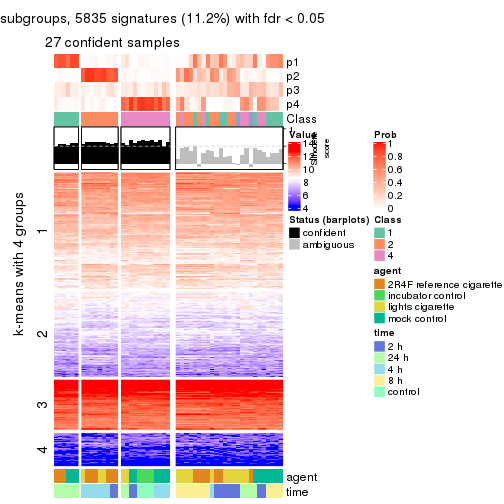 subgroups, 5835 signatures (11.2%) with fdr < 0.05
27 confident samples
p1
p2
p3
p4
Class
1
Silhouette
score
k-means with 4 groups
1
2
3
4
agent
time
Value
14
12
10
8
6
4
Prob
1
0.8
0.6
0.4
0.2
0
Status (barplots)
confident
ambiguous
Class
1
2
4
agent
2R4F reference cigarette
incubator control
lights cigarette
mock control
time
2 h
24 h
4 h
8 h
control